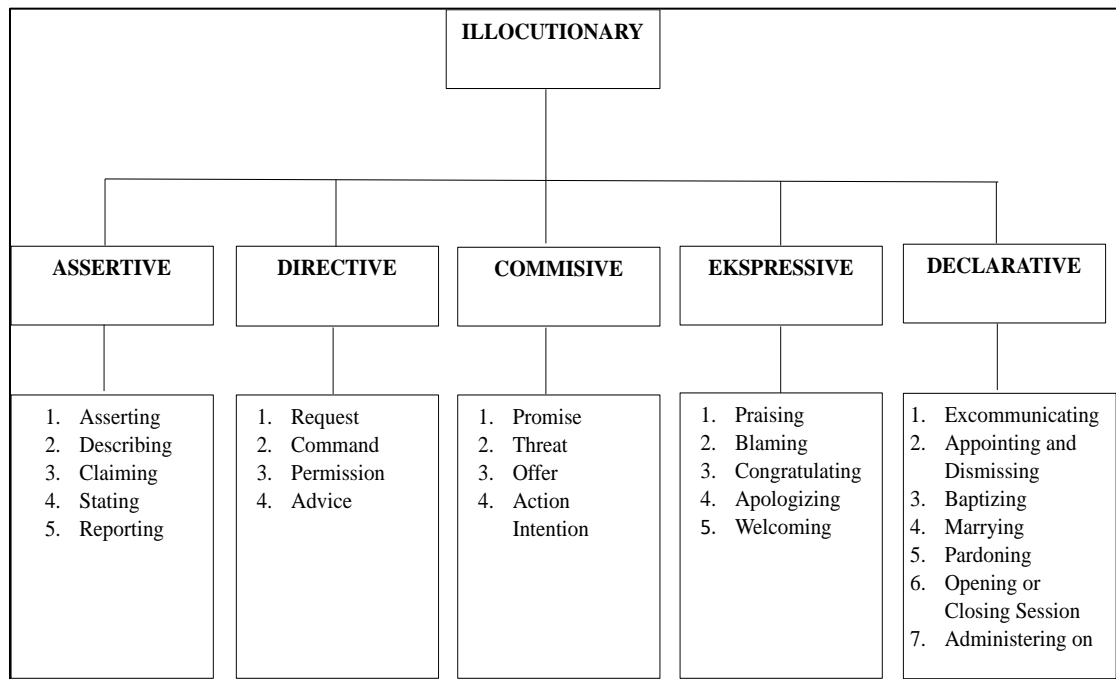 ILLOCUTIONARY
ASSERTIVE
DIRECTIVE
COMMISIVE
EKSPRESSIVE
DECLARATIVE
1. Asserting
2. Describing
3. Claiming
4. Stating
5. Reporting
1. Request
2. Command
3. Permission
4. Advice
1. Promise
2. Threat
3. Offer
4. Action
Intention
1. Praising
2. Blaming
3. Congratulating
4. Apologizing
5. Welcoming
1. Excommunicating
2. Appointing and
Dismissing
3. Baptizing
4. Marrying
5. Pardoning
6. Opening or
Closing Session
7. Administering on